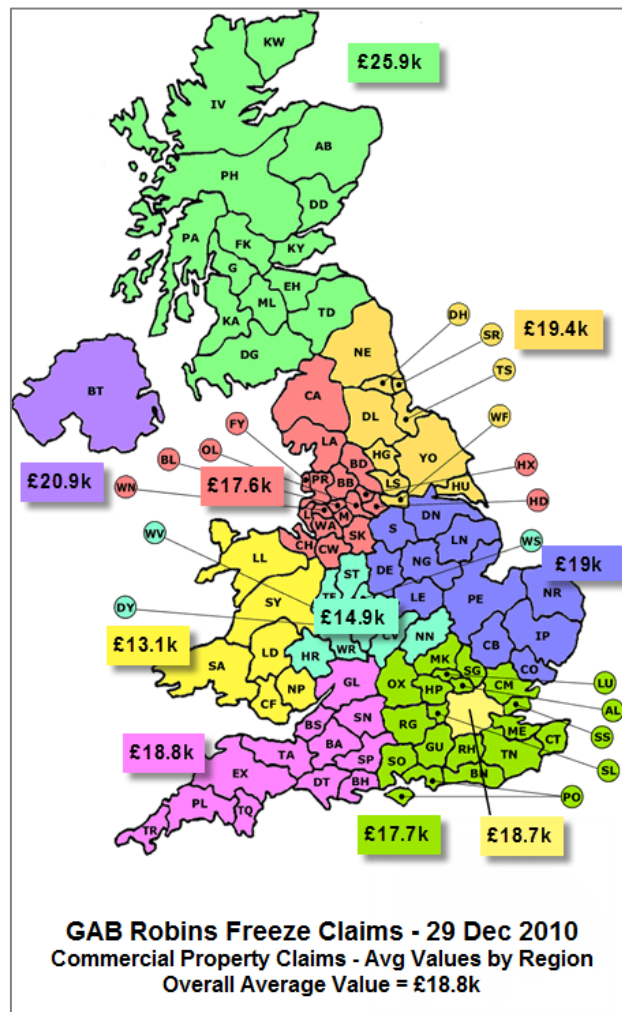 KW
£25.9k
IV
AB
PH
DD
PA
FK
KY
G
EH
ML
TD
KA
DG
DH
NE
SR
£19.4k
BT
CA
TS
DL
WF
FY
LA
HG
YO
OL
BD
BL
PR
BB
LS
HU
HX
£20.9k
£17.6k
WN
L
M
HD
WA
S
DN
WV
CH
CW
SK
LN
WS
LL
ST
DE
NG
TF
£19k
NR
SY
LE
PE
DY
£14.9k
£13.1k
CV
NN
IP
LD
HR
WR
CB
SA
MK
CO
NP
SG
GL
OX
CM
LU
CF
HP
AL
SN
BS
RG
ME
SS
£18.8k
BA
CT
TA
GU
RH
TN
SL
EX
SP
SO
DT
BH
BN
PL
PO
TQ
£17.7k
£18.7k
TR
GAB Robins Freeze Claims - 29 Dec 2010
Commercial Property Claims - Avg Values by Region
Overall Average Value = £18.8k